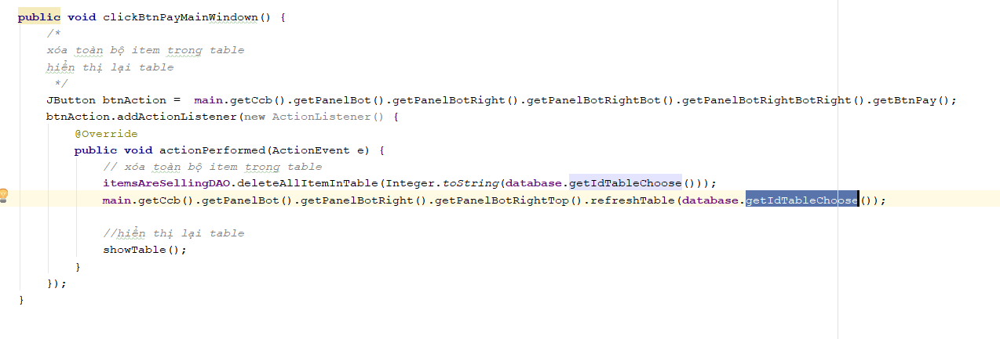 public void clickBtnPayMainWindown() {
/*
xóa toàn bộ item trong table
hiển thị lại table
*/
JButton btnAction =  main.getCcb().getPanelBot().getPanelBotRight().getPanelBotRightBot().getPanelBotRightBotRight().getBtnPay();
btnAction.addActionListener(new ActionListener() {
@Override
public void actionPerformed(ActionEvent e) {
// xóa toàn bộ item trong table
itemsAreSellingDAO.deleteAllItemInTable(Integer.toString(database.getIdTableChoose()));
main.getCcb().getPanelBot().getPanelBotRight().getPanelBotRightTop().refreshTable(database.getIdTableChoose());
//hiển thị lại table
showTable();
}
});
}